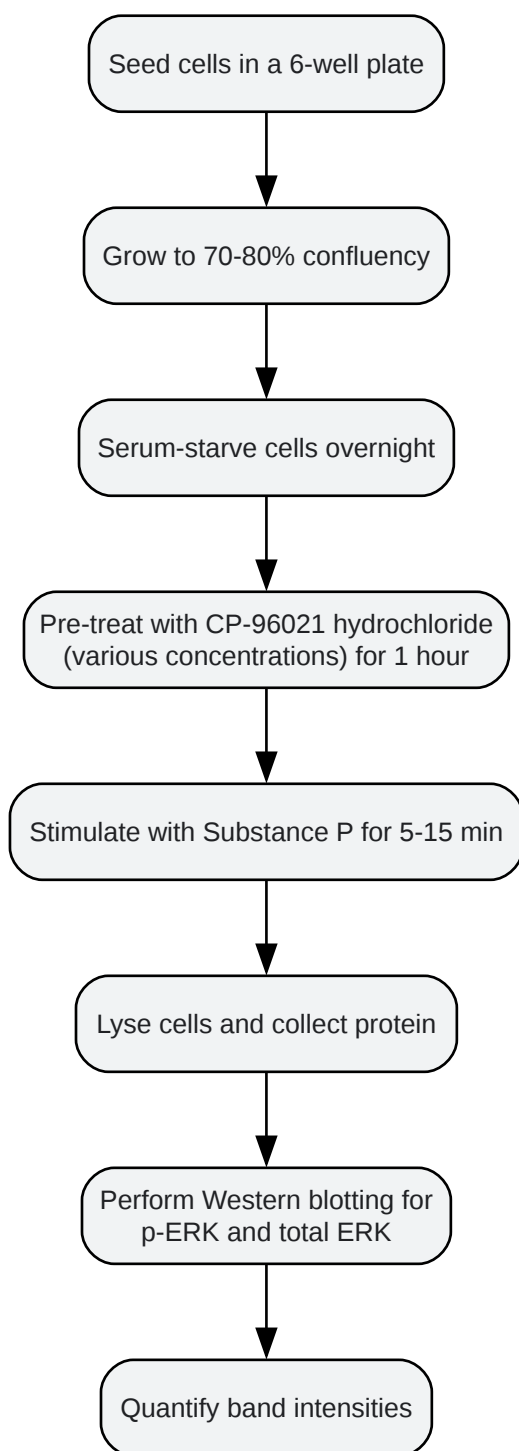 Seed cells in a 6-well plate
Grow to 70-80% confluency
Serum-starve cells overnight
Pre-treat with CP-96021 hydrochloride
(various concentrations) for 1 hour
Stimulate with Substance P for 5-15 min
Lyse cells and collect protein
Perform Western blotting for
p-ERK and total ERK
Quantify band intensities